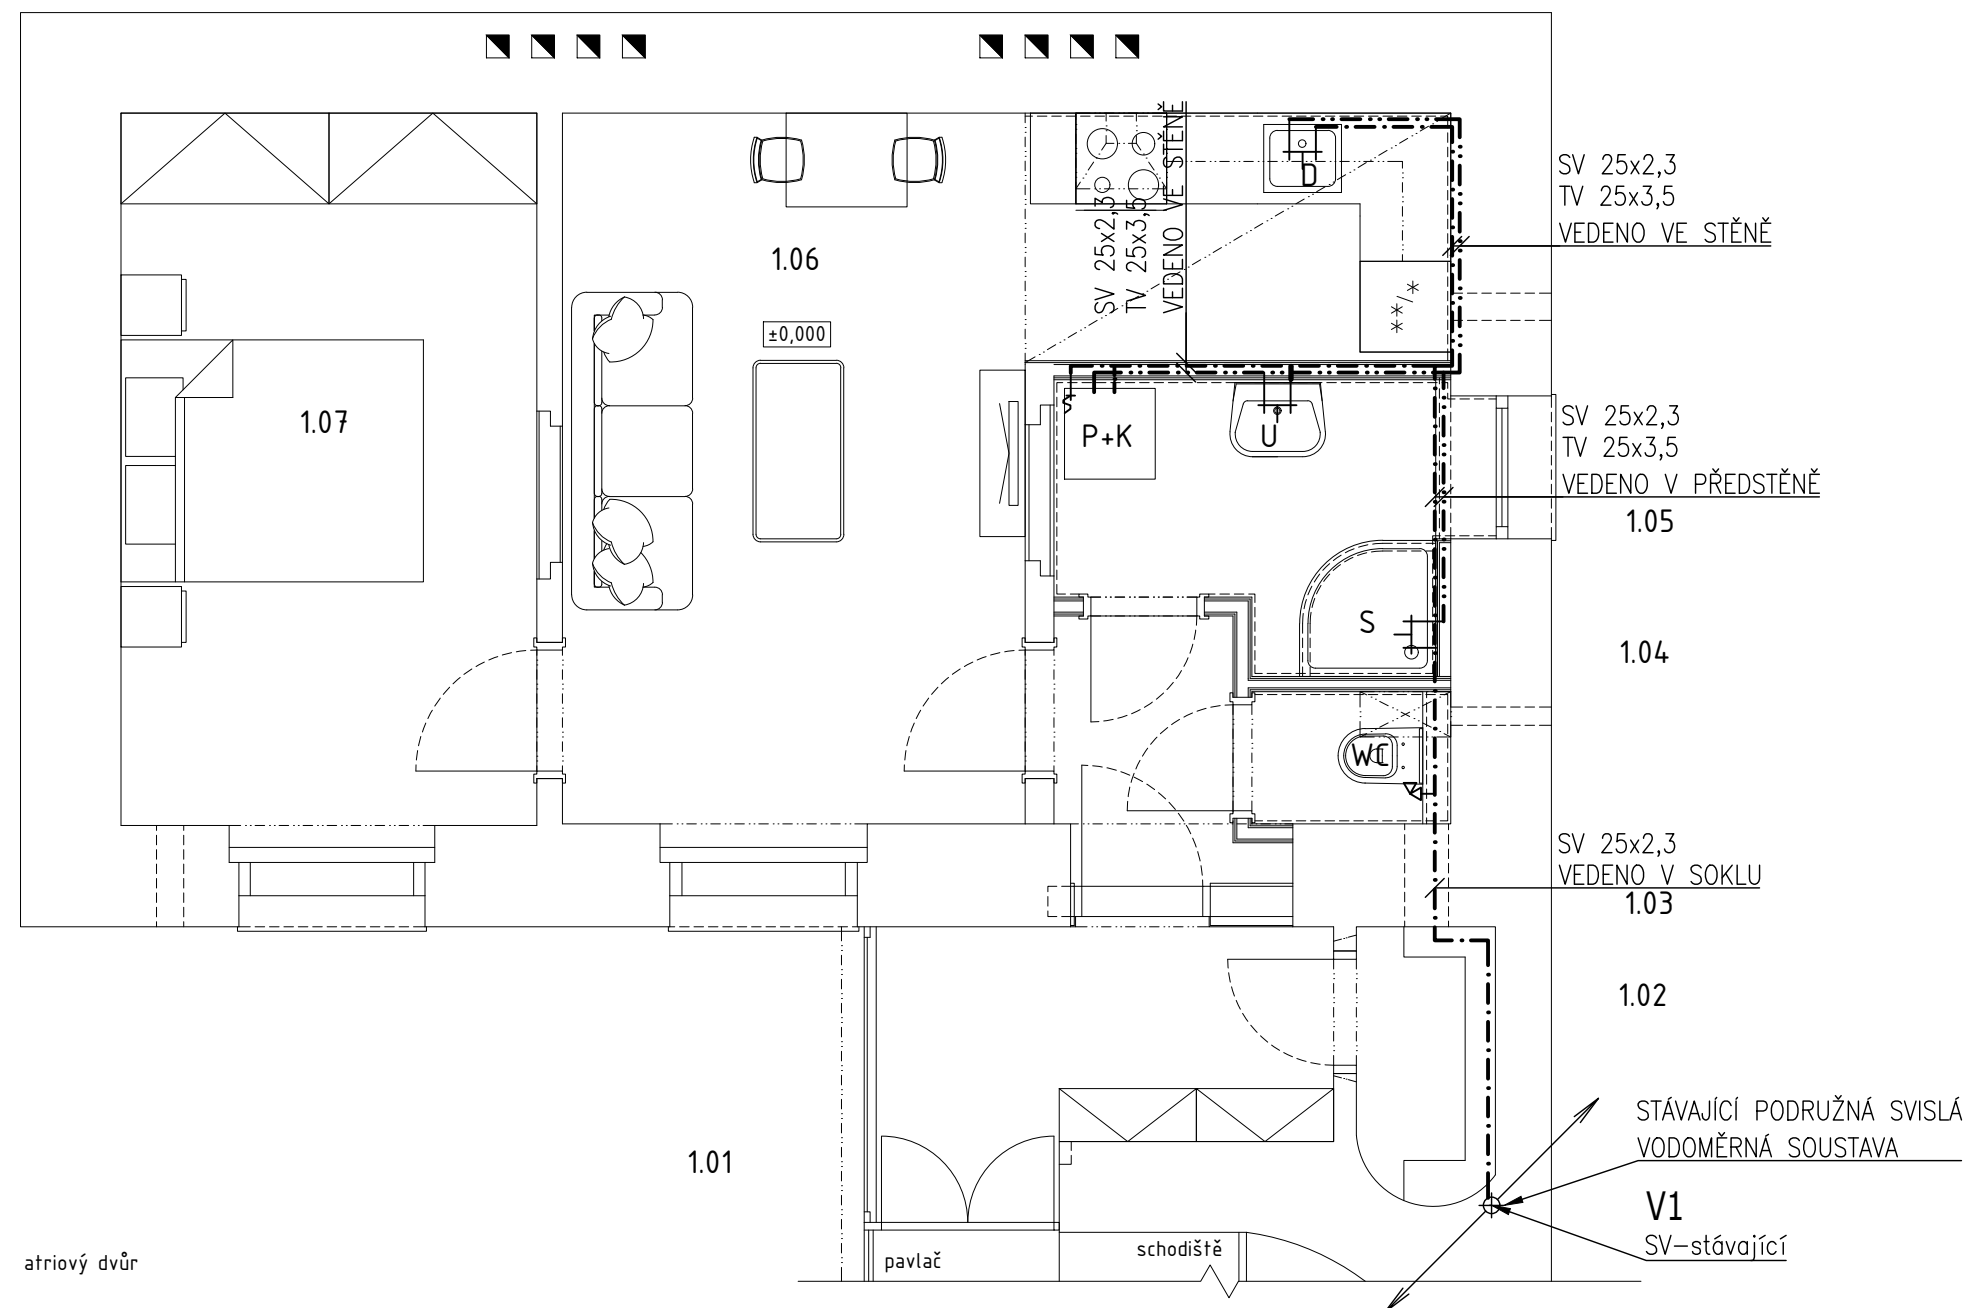 SV 25x2,3
TV 25x3,5
VEDENO VE STĚNĚ
D
SV 25x2,3
TV 25x3,5
VEDENO VE STĚNĚ
1.06
±0,000
**/*
1.07
S
P+K
U
SV 25x2,3
TV 25x3,5
VEDENO V PŘEDSTĚNĚ
1.05
S
1.04
WC
SV 25x2,3
VEDENO V SOKLU
1.03
1.02
STÁVAJÍCÍ PODRUŽNÁ SVISLÁ
VODOMĚRNÁ SOUSTAVA
1.01
V1
SV-stávající
atriový dvůr
pavlač
schodiště